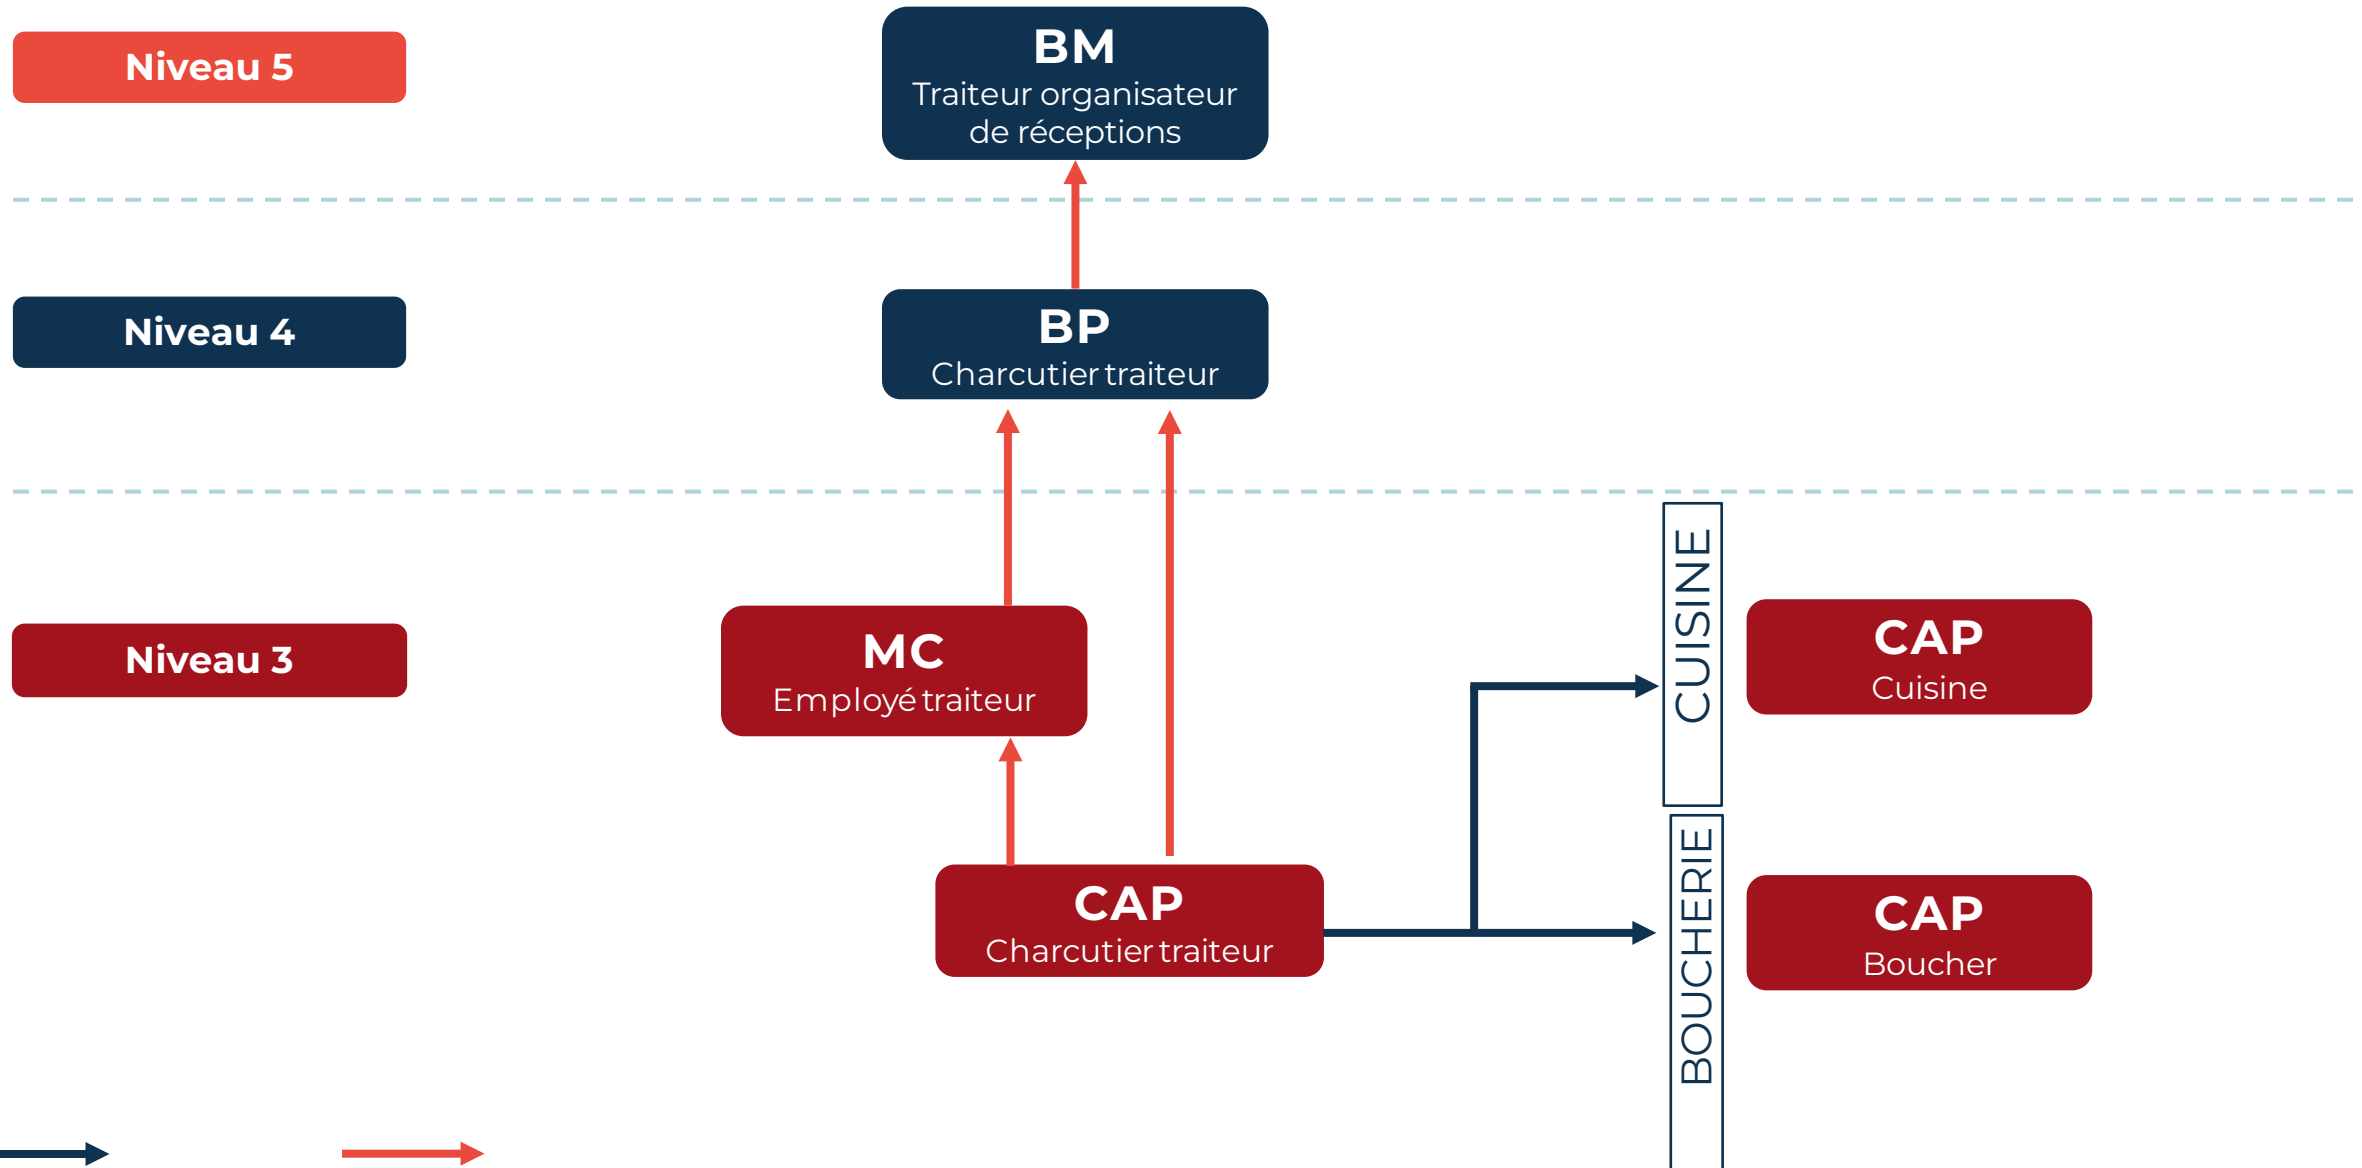 Niveau 5
BM
Traiteur organisateur
de réceptions
Niveau 4
BP
Charcutier traiteur
Niveau 3
MC
Employé traiteur
CUISINE
CAP
Cuisine
CAP
Charcutier traiteur
BOUCHERIE
CAP
Boucher